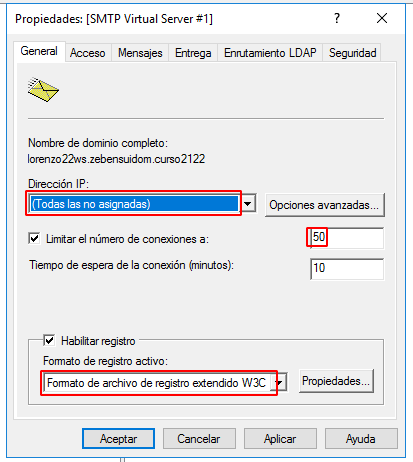 Propiedades: [SMTP Virtual Server #1]
General Acceso Mensajes Entrega Enrutamiento LDAP Seguridad
Nombre de dominio completo:
lorenzo22ws.zebensuidom.curso2122
Dirección IP:
(Todas las no asignadas) Opciones avanzadas...
Limitar el número de conexiones a: 50
Tiempo de espera de la conexión (minutos): 10
Habilitar registro
Formato de registro activo:
Formato de archivo de registro extendido W3C Propiedades...
Aceptar Cancelar Aplicar Ayuda